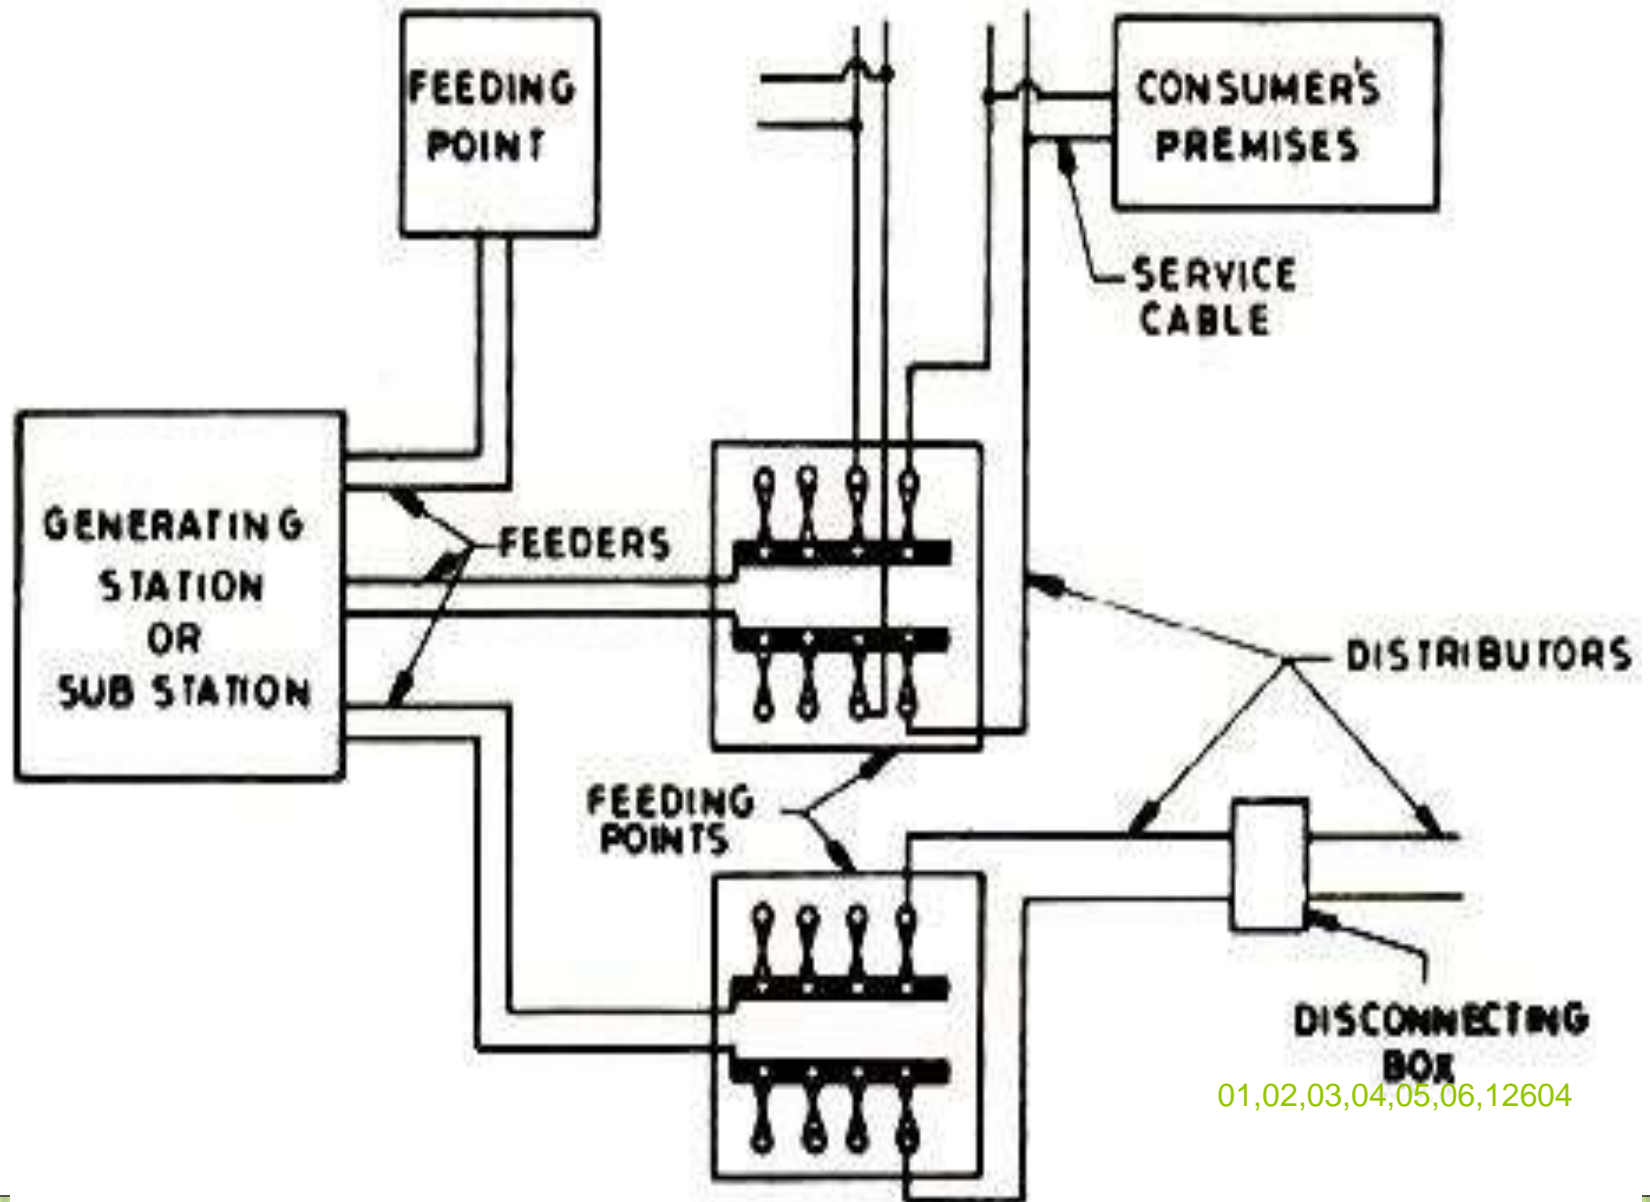 FEEDING
POINT
CONSUMER'S
PREMISES
SERVICE
CABLE
GENERATING
STATION
OR
SUB STATION
FEEDERS
DISTRIBUTORS
FEEDING
POINTS
DISCONNECTING
BOX
01,02,03,04,05,06,12604